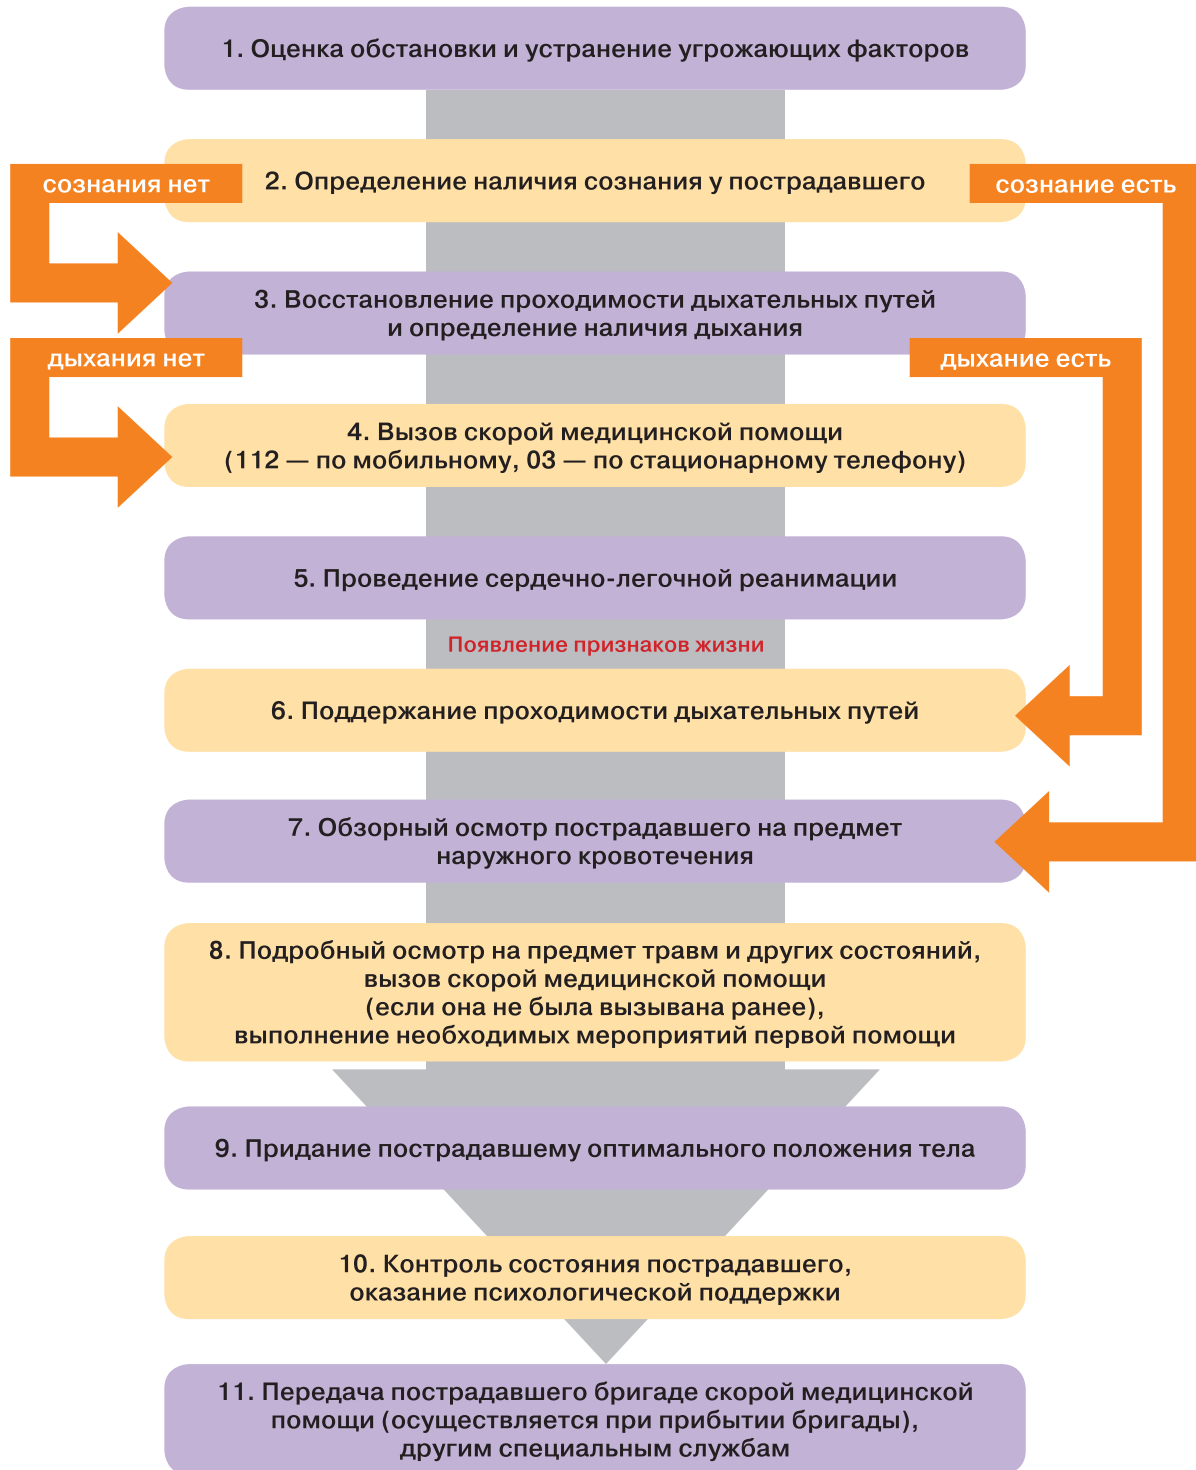 1. Оценка обстановки и устранение угрожающих факторов
сознания нет
2. Определение наличия сознания у пострадавшего
сознание есть
3. Восстановление проходимости дыхательных путей
и определение наличия дыхания
дыхания нет
дыхание есть
4. Вызов скорой медицинской помощи
(112 — по мобильному, 03 — по стационарному телефону)
5. Проведение сердечно-легочной реанимации
Появление признаков жизни
6. Поддержание проходимости дыхательных путей
7. Обзорный осмотр пострадавшего на предмет
наружного кровотечения
8. Подробный осмотр на предмет травм и других состояний,
вызов скорой медицинской помощи
(если она не была вызывана ранее),
выполнение необходимых мероприятий первой помощи
9. Придание пострадавшему оптимального положения тела
10. Контроль состояния пострадавшего,
оказание психологической поддержки
11. Передача пострадавшего бригаде скорой медицинской
помощи (осуществляется при прибытии бригады),
другим специальным службам